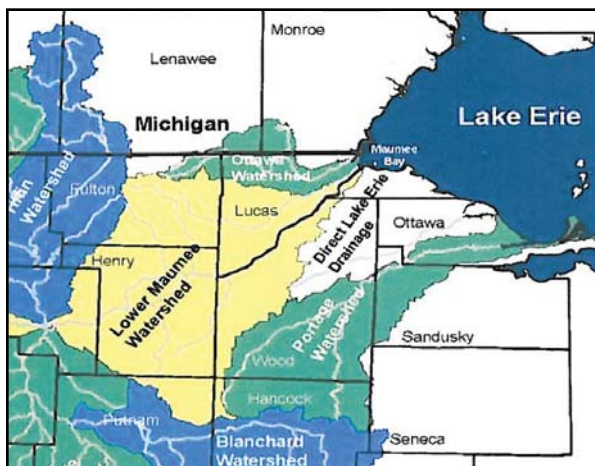 Monroe
Lenawee
Michigan
Lake Erie
Maumee
Bay
Ottawa
Watershed
Fulton
Watershed
Lucas
Ottawa
Direct Lake Erie
Drainage
Henry
Lower Maumee
Watershed
Portage
Watershed
Sandusky
Wood
Hancock
Putnam
Blanchard
Watershed
Seneca